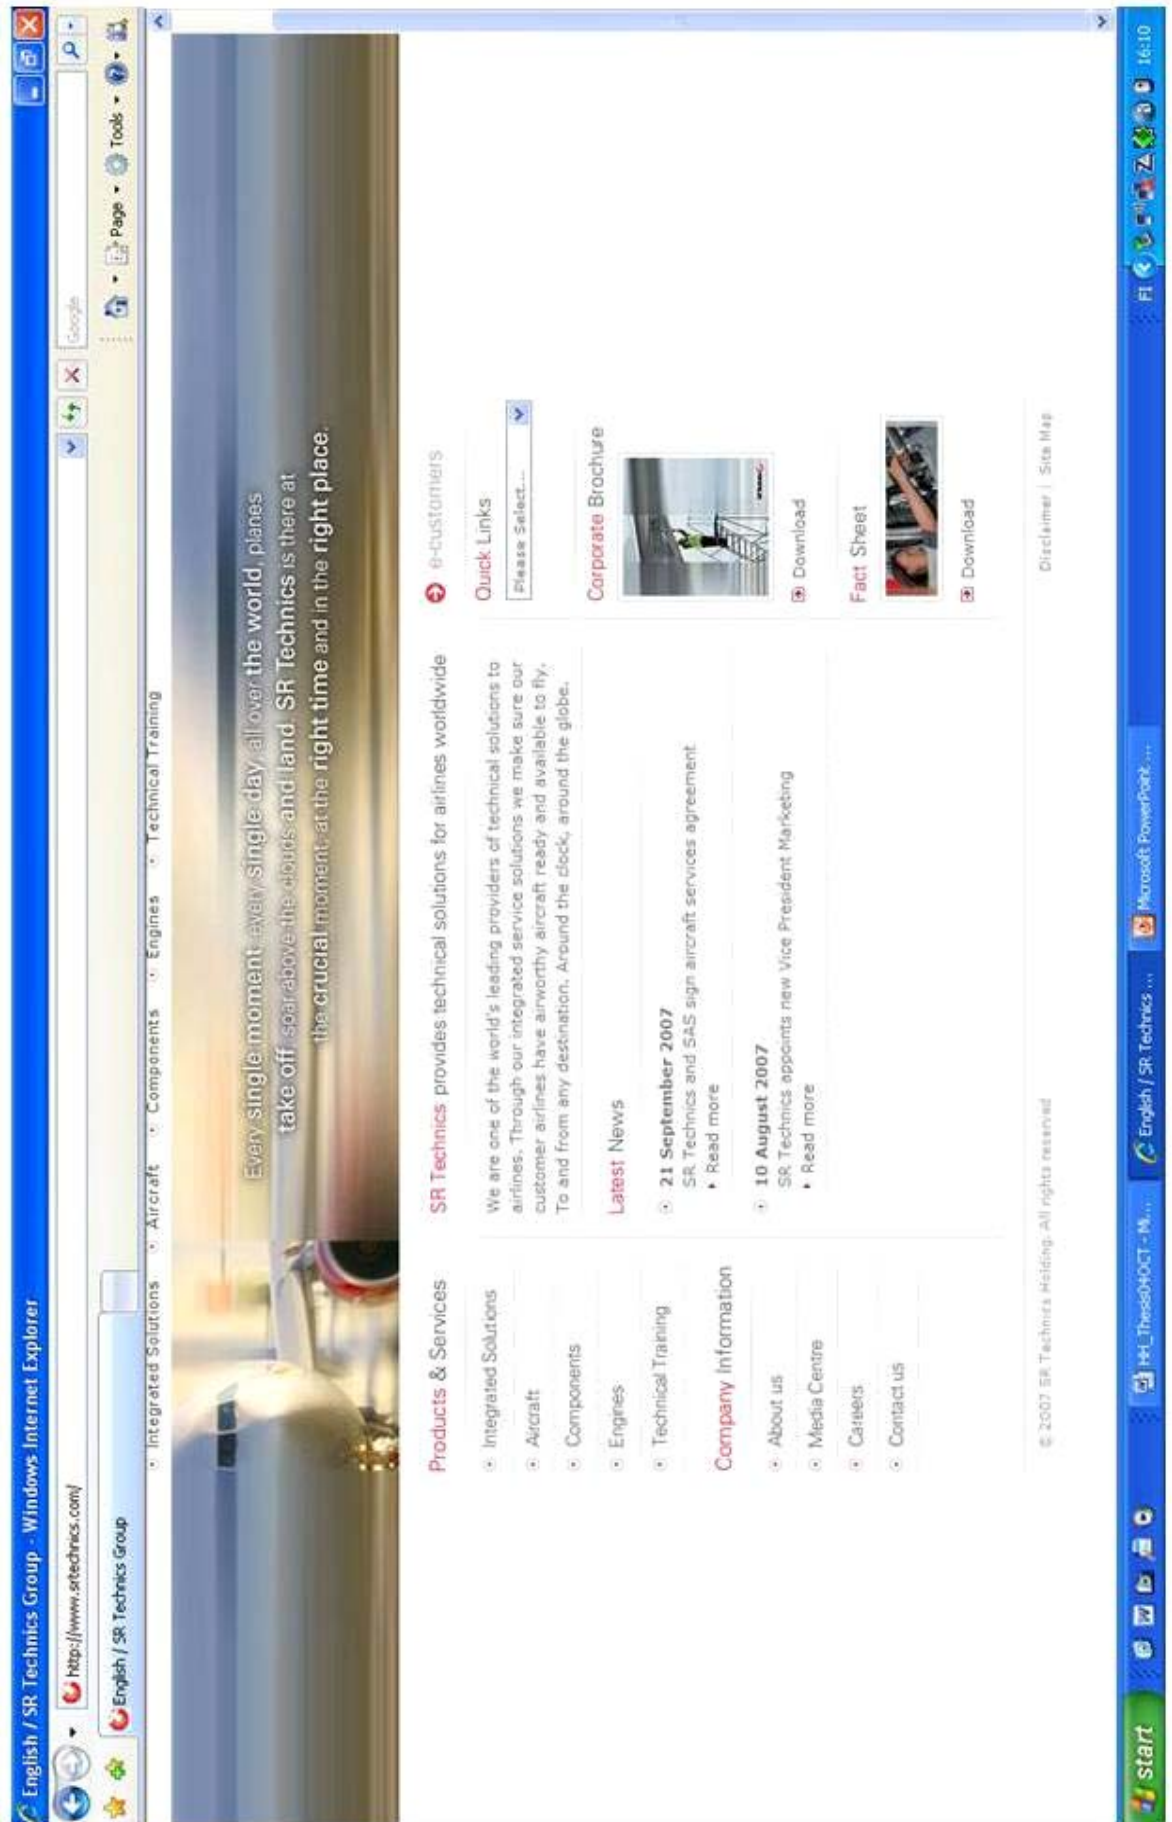 English / SR Technics Group - Windows Internet Explorer
http://www.srtechnics.com/
Google
English / SR Technics Group
Page
Tools
Integrated Solutions
Aircraft
Components
Engines
Technical Training
Every single moment, every single day, all over the world, planes
take off, soar above the clouds and land. SR Technics is there at
the crucial moment; at the right time and in the right place.
Products & Services
Integrated Solutions
Aircraft
Components
Engines
Technical Training
Company Information
About us
Media Centre
Careers
Contact us
SR Technics provides technical solutions for airlines worldwide
We are one of the world's leading providers of technical solutions to
airlines. Through our integrated service solutions we make sure our
customer airlines have airworthy aircraft ready and available to fly.
To and from any destination. Around the clock, around the globe.
Latest News
21 September 2007
SR Technics and SAS sign aircraft services agreement
Read more
10 August 2007
SR Technics appoints new Vice President Marketing
Read more
e-customers
Quick Links
Please Select...
Corporate Brochure
Download
Fact Sheet
Download
© 2007 SR Technics Holding. All rights reserved
Disclaimer | Site Map
start
HH_Thesis04OCT - Mi...
English / SR Technics ...
Microsoft PowerPoint ...
FI
16:10